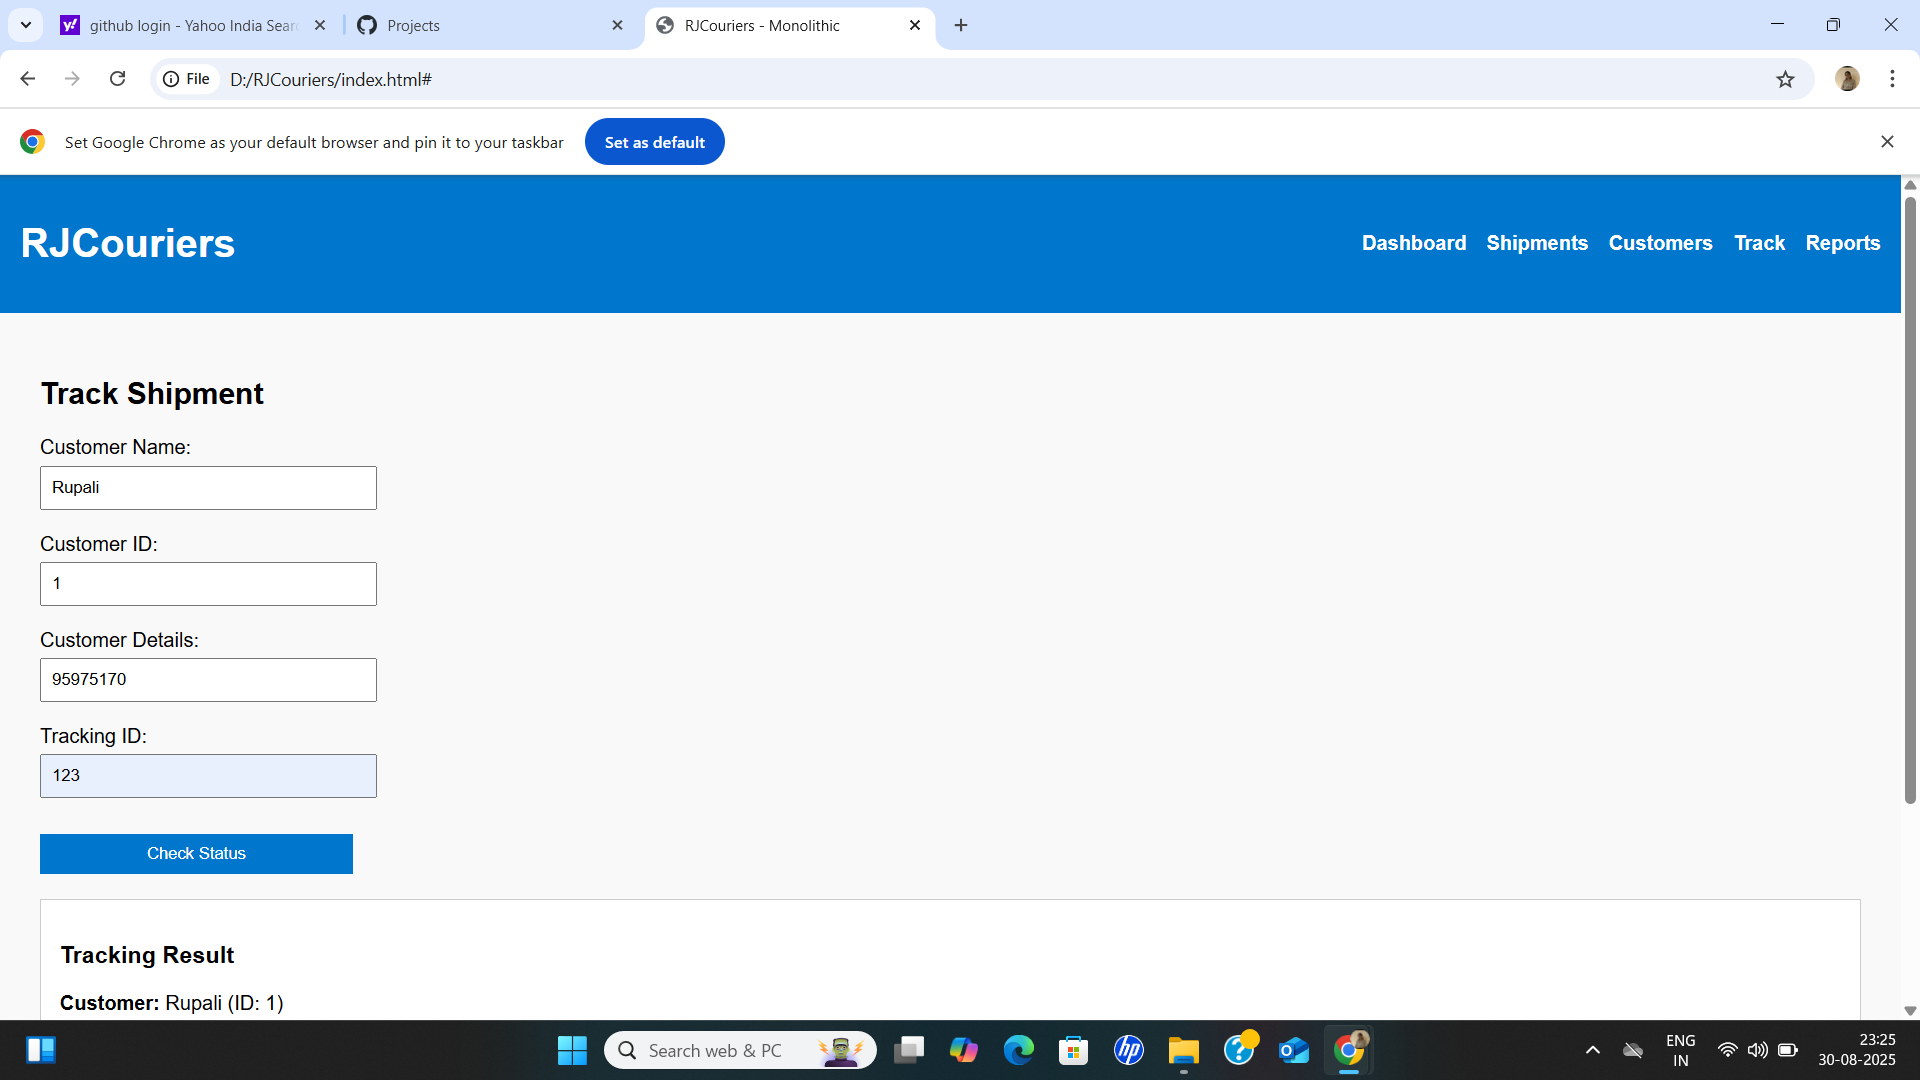 github login - Yahoo India Sear
Projects
RJCouriers - Monolithic
File
D:/RJCouriers/index.html#
Set Google Chrome as your default browser and pin it to your taskbar
Set as default
RJCouriers
Dashboard Shipments Customers Track Reports
Track Shipment
Customer Name:
Rupali
Customer ID:
1
Customer Details:
95975170
Tracking ID:
123
Check Status
Tracking Result
Customer: Rupali (ID: 1)
Search web & PC
ENG
IN
23:25
30-08-2025